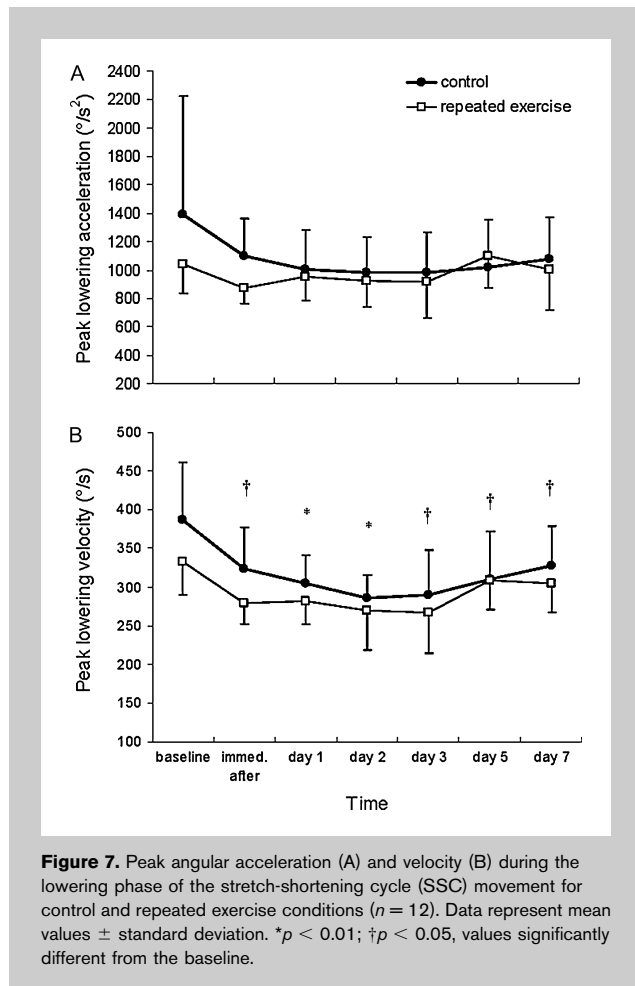 A
Peak lowering acceleration (°/s²)
2400
2200
2000
1800
1600
1400
1200
1000
800
600
400
200
control
repeated exercise
B
Peak lowering velocity (°/s)
500
450
400
350
300
250
200
150
100
† * * † † †
baseline immed. after day 1 day 2 day 3 day 5 day 7
Time
Figure 7. Peak angular acceleration (A) and velocity (B) during the
lowering phase of the stretch-shortening cycle (SSC) movement for
control and repeated exercise conditions (n = 12). Data represent mean
values ± standard deviation. *p < 0.01; †p < 0.05, values significantly
different from the baseline.